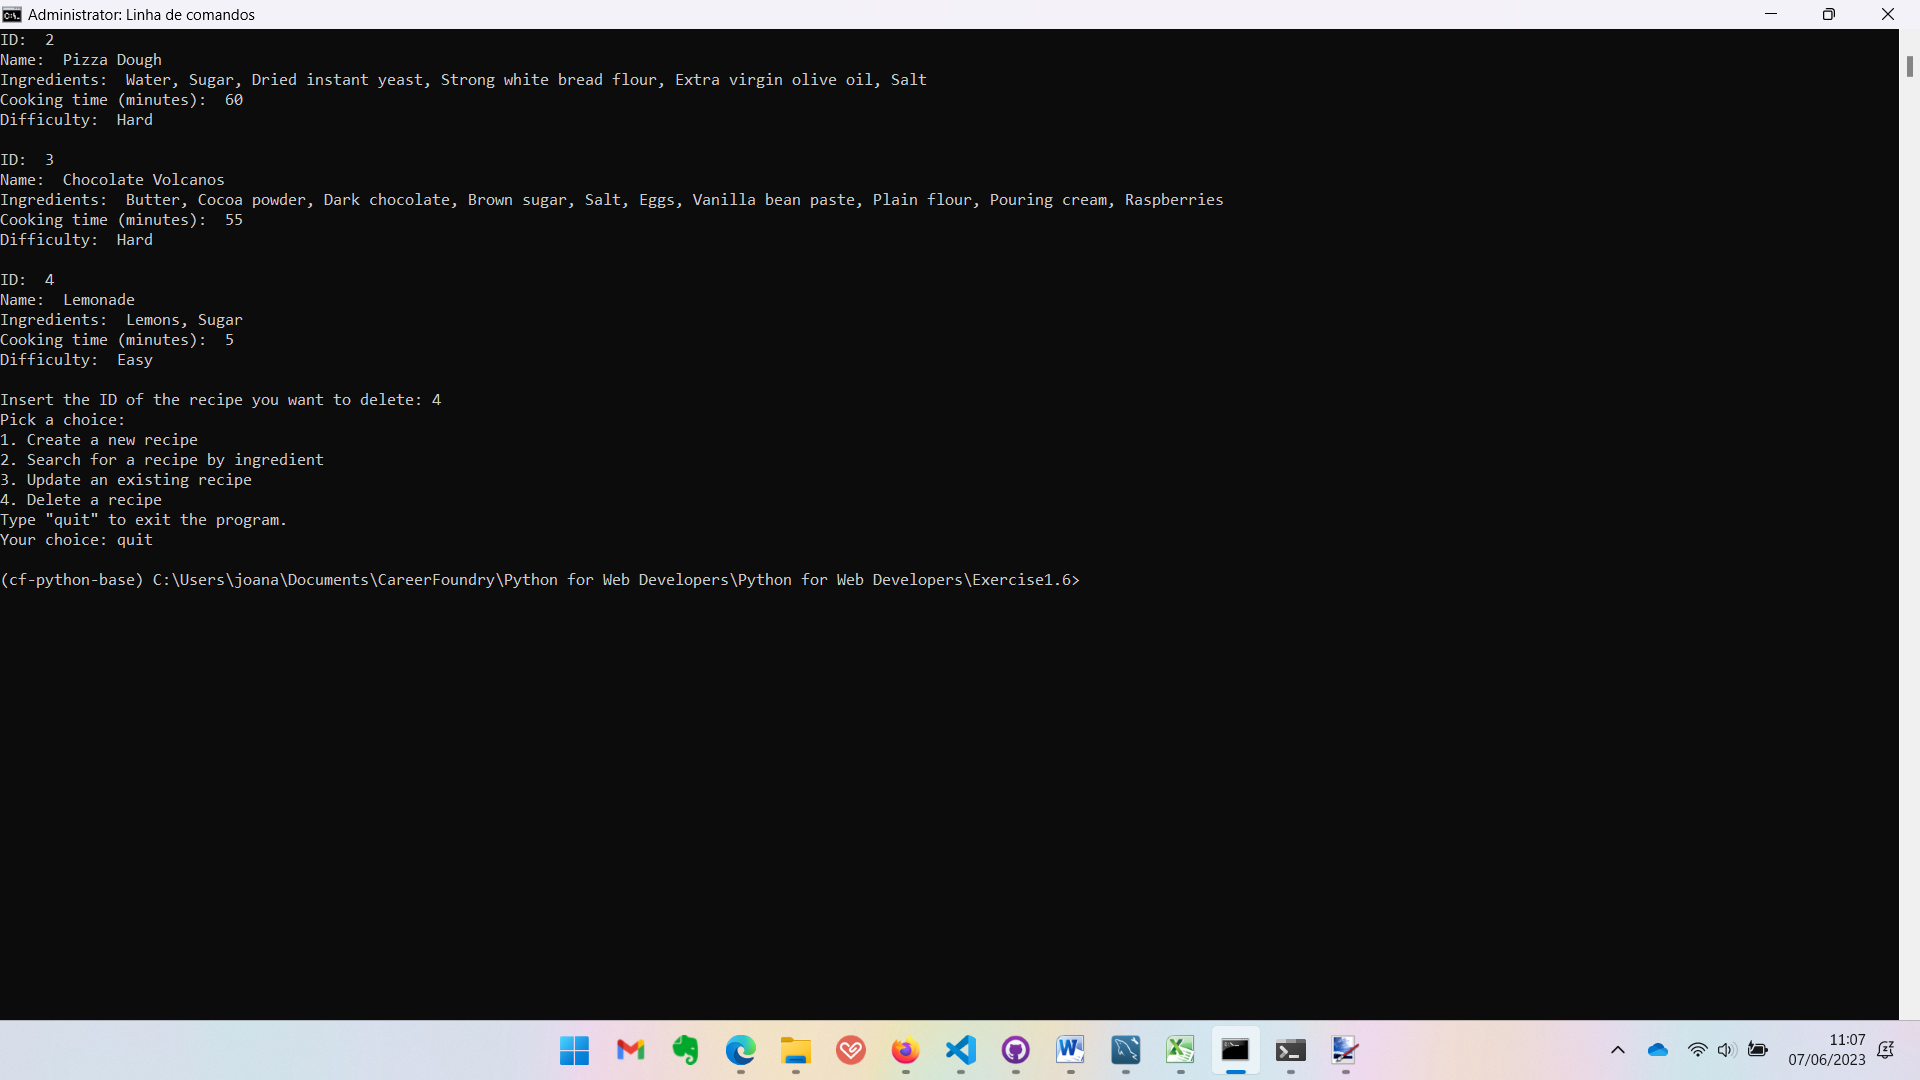 Administrator: Linha de comandos
ID:  2
Name:  Pizza Dough
Ingredients:  Water, Sugar, Dried instant yeast, Strong white bread flour, Extra virgin olive oil, Salt
Cooking time (minutes):  60
Difficulty:  Hard
ID:  3
Name:  Chocolate Volcanos
Ingredients:  Butter, Cocoa powder, Dark chocolate, Brown sugar, Salt, Eggs, Vanilla bean paste, Plain flour, Pouring cream, Raspberries
Cooking time (minutes):  55
Difficulty:  Hard
ID:  4
Name:  Lemonade
Ingredients:  Lemons, Sugar
Cooking time (minutes):  5
Difficulty:  Easy
Insert the ID of the recipe you want to delete: 4
Pick a choice:
1. Create a new recipe
2. Search for a recipe by ingredient
3. Update an existing recipe
4. Delete a recipe
Type "quit" to exit the program.
Your choice: quit
(cf-python-base) C:\Users\joana\Documents\CareerFoundry\Python for Web Developers\Python for Web Developers\Exercise1.6>
11:07
07/06/2023